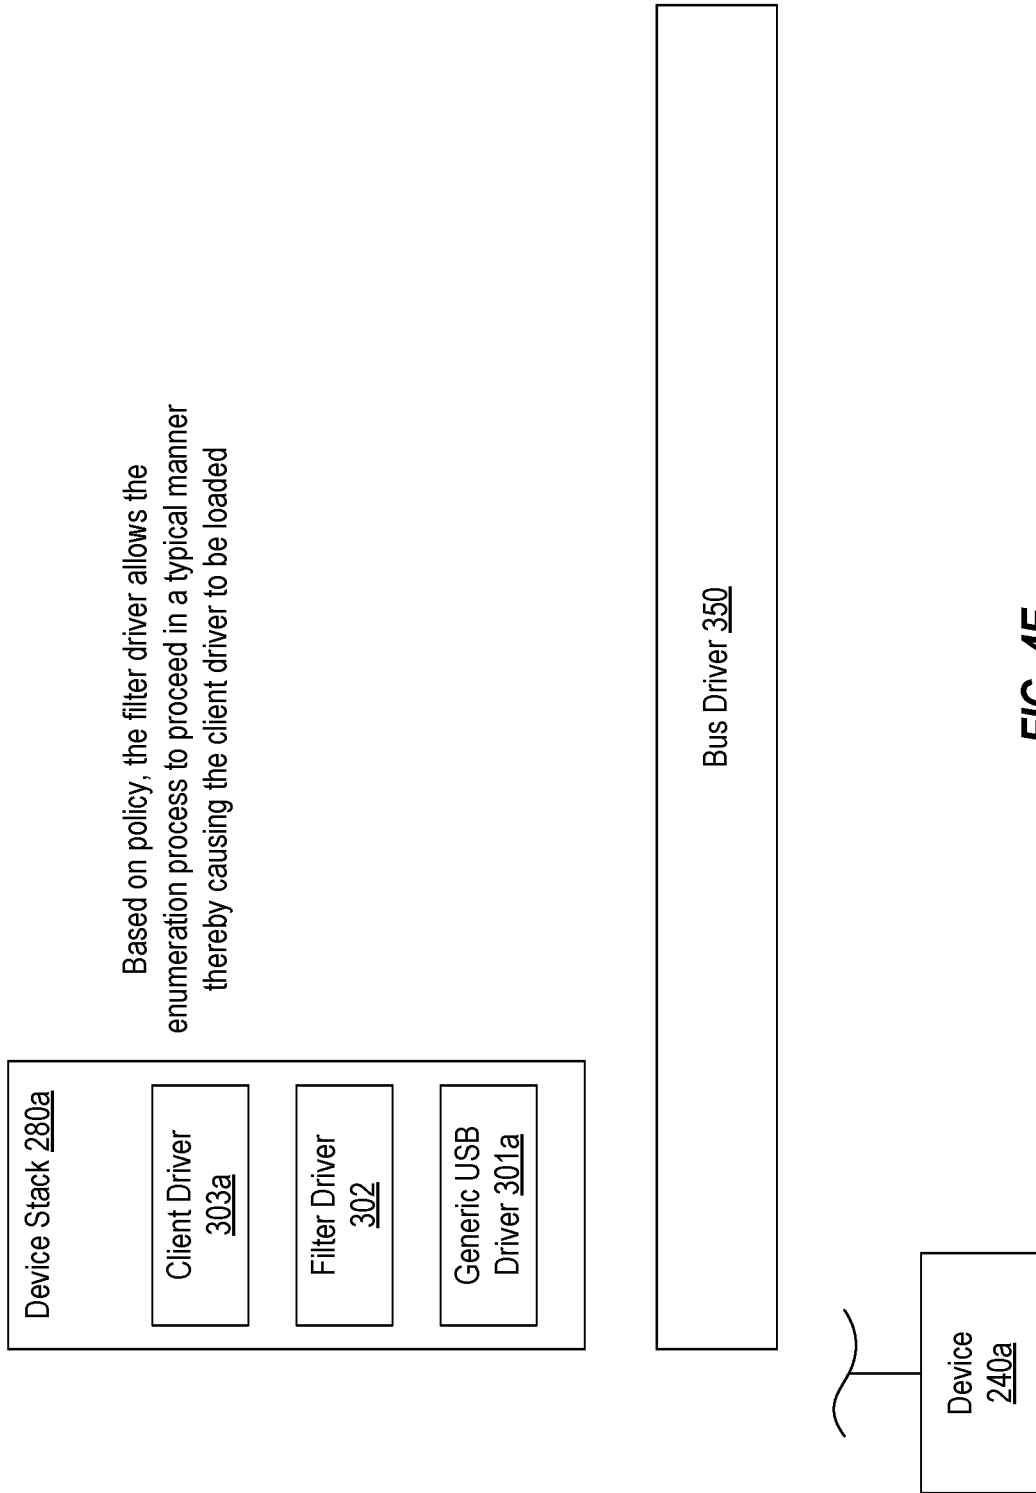 Device Stack 280a
Client Driver
303a
Filter Driver
302
Generic USB
Driver 301a
Based on policy, the filter driver allows the
enumeration process to proceed in a typical manner
thereby causing the client driver to be loaded
Bus Driver 350
Device
240a